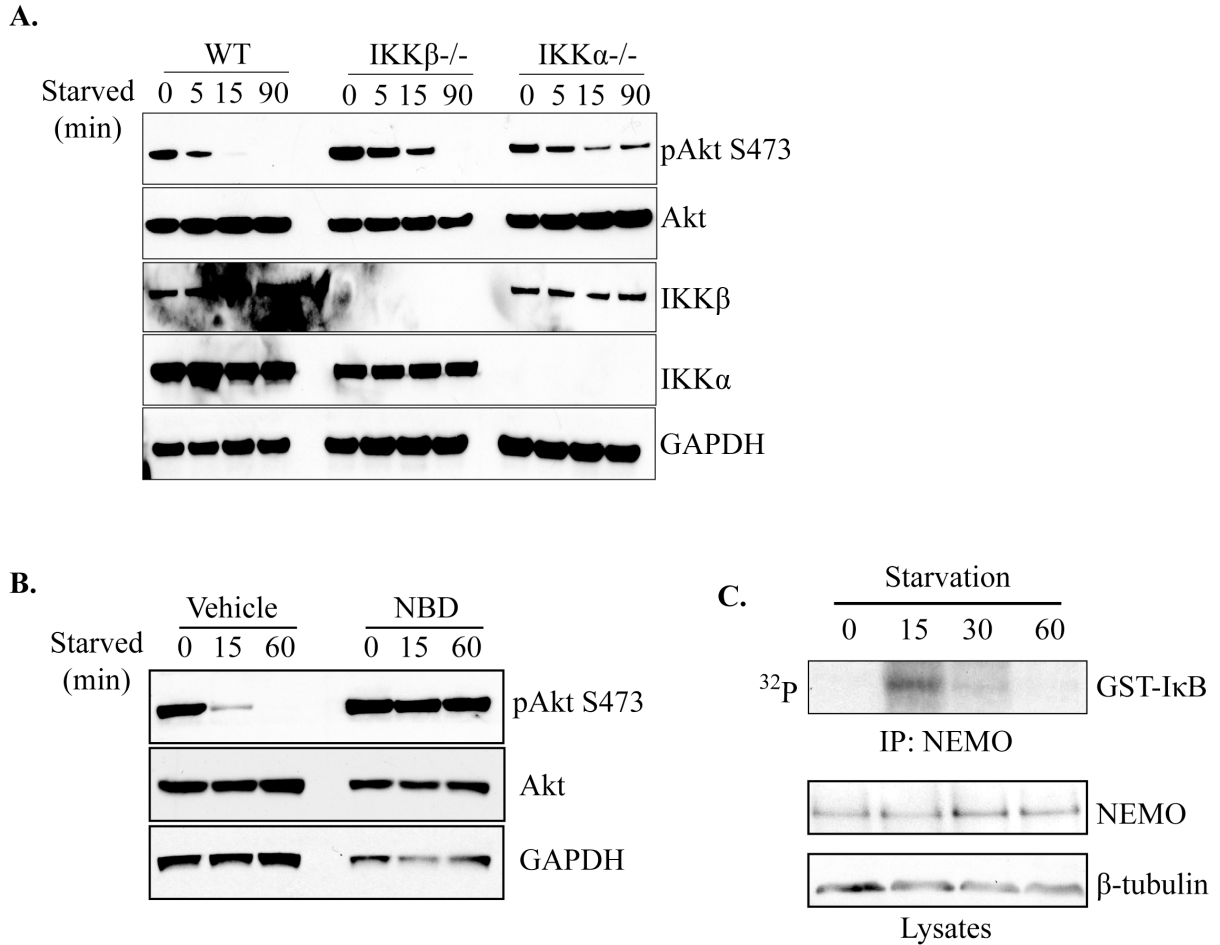 A.
WT IKKβ-/- IKKα-/-
Starved (min) 0 5 15 90 0 5 15 90 0 5 15 90
pAkt S473
Akt
IKKβ
IKKα
GAPDH
B.
Vehicle NBD
Starved (min) 0 15 60 0 15 60
pAkt S473
Akt
GAPDH
C.
Starvation
0 15 30 60
³²P GST-IκB
IP: NEMO
NEMO
β-tubulin
Lysates